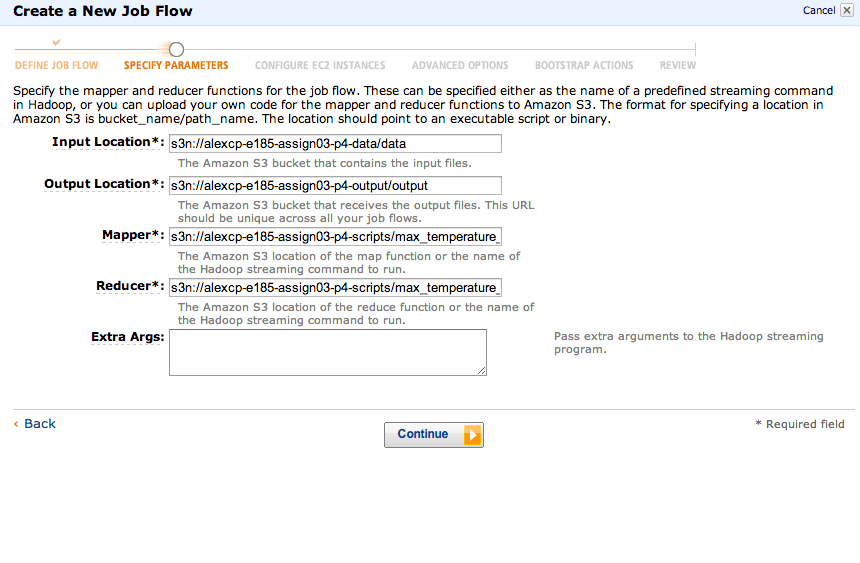 Create a New Job Flow
Cancel
DEFINE JOB FLOW SPECIFY PARAMETERS CONFIGURE EC2 INSTANCES ADVANCED OPTIONS BOOTSTRAP ACTIONS REVIEW
Specify the mapper and reducer functions for the job flow. These can be specified either as the name of a predefined streaming command
in Hadoop, or you can upload your own code for the mapper and reducer functions to Amazon S3. The format for specifying a location in
Amazon S3 is bucket_name/path_name. The location should point to an executable script or binary.
Input Location*: s3n://alexcp-e185-assign03-p4-data/data
The Amazon S3 bucket that contains the input files.
Output Location*: s3n://alexcp-e185-assign03-p4-output/output
The Amazon S3 bucket that receives the output files. This URL
should be unique across all your job flows.
Mapper*: s3n://alexcp-e185-assign03-p4-scripts/max_temperature_
The Amazon S3 location of the map function or the name of
the Hadoop streaming command to run.
Reducer*: s3n://alexcp-e185-assign03-p4-scripts/max_temperature_
The Amazon S3 location of the reduce function or the name of
the Hadoop streaming command to run.
Extra Args: Pass extra arguments to the Hadoop streaming
program.
< Back
Continue
* Required field